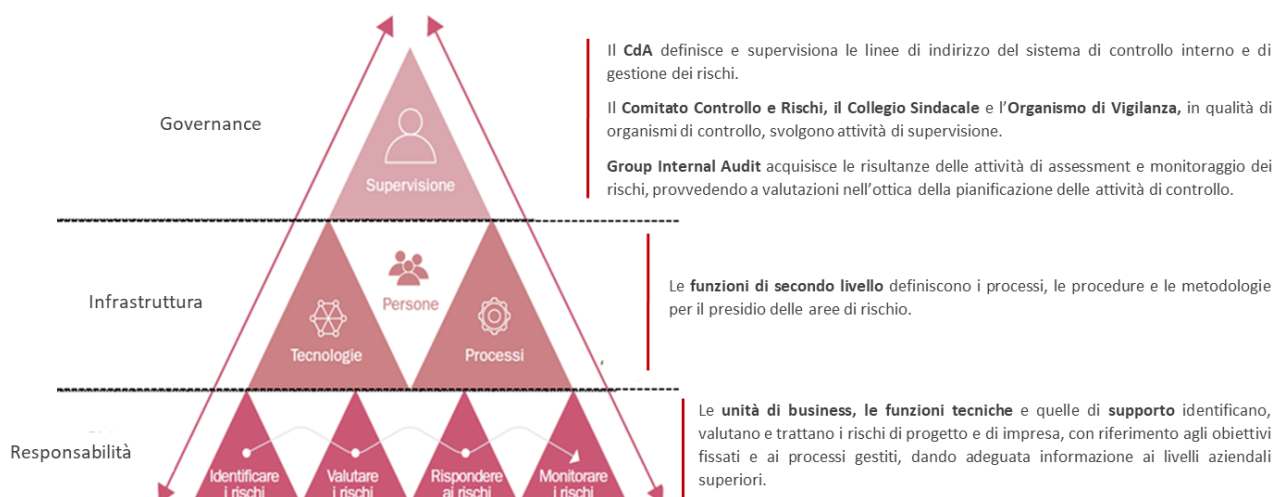 Governance
Supervisione
Il CdA definisce e supervisiona le linee di indirizzo del sistema di controllo interno e di
gestione dei rischi.
Il Comitato Controllo e Rischi, il Collegio Sindacale e l’Organismo di Vigilanza, in qualità di
organismi di controllo, svolgono attività di supervisione.
Group Internal Audit acquisisce le risultanze delle attività di assessment e monitoraggio dei
rischi, provvedendo a valutazioni nell’ottica della pianificazione delle attività di controllo.
Infrastruttura
Persone
Tecnologie
Processi
Le funzioni di secondo livello definiscono i processi, le procedure e le metodologie
per il presidio delle aree di rischio.
Responsabilità
Identificare
i rischi
Valutare
i rischi
Rispondere
ai rischi
Monitorare
i rischi
Le unità di business, le funzioni tecniche e quelle di supporto identificano,
valutano e trattano i rischi di progetto e di impresa, con riferimento agli obiettivi
fissati e ai processi gestiti, dando adeguata informazione ai livelli aziendali
superiori.